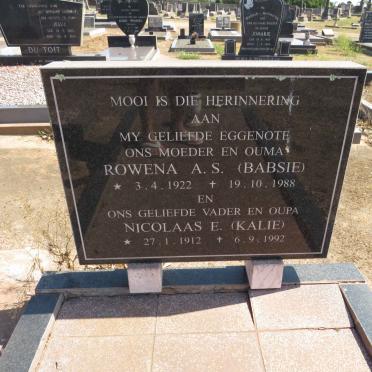 DU TOIT
MOOI IS DIE HERINNERING
AAN
MY GELIEFDE EGGENOTE
ONS MOEDER EN OUMA
ROWENA A. S. (BABSIE)
★ 3.4.1922 ✝ 19.10.1988
EN
ONS GELIEFDE VADER EN OUPA
NICOLAAS E. (KALIE)
★ 27.1.1912 ✝ 6.9.1992